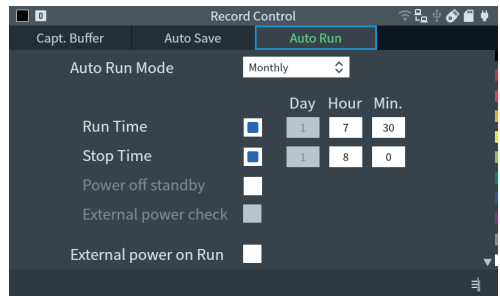 D Record Control
Capt. Buffer Auto Save Auto Run
Auto Run Mode Monthly
Day Hour Min.
Run Time 1 7 30
Stop Time 1 8 0
Power off standby
External power check
External power on Run